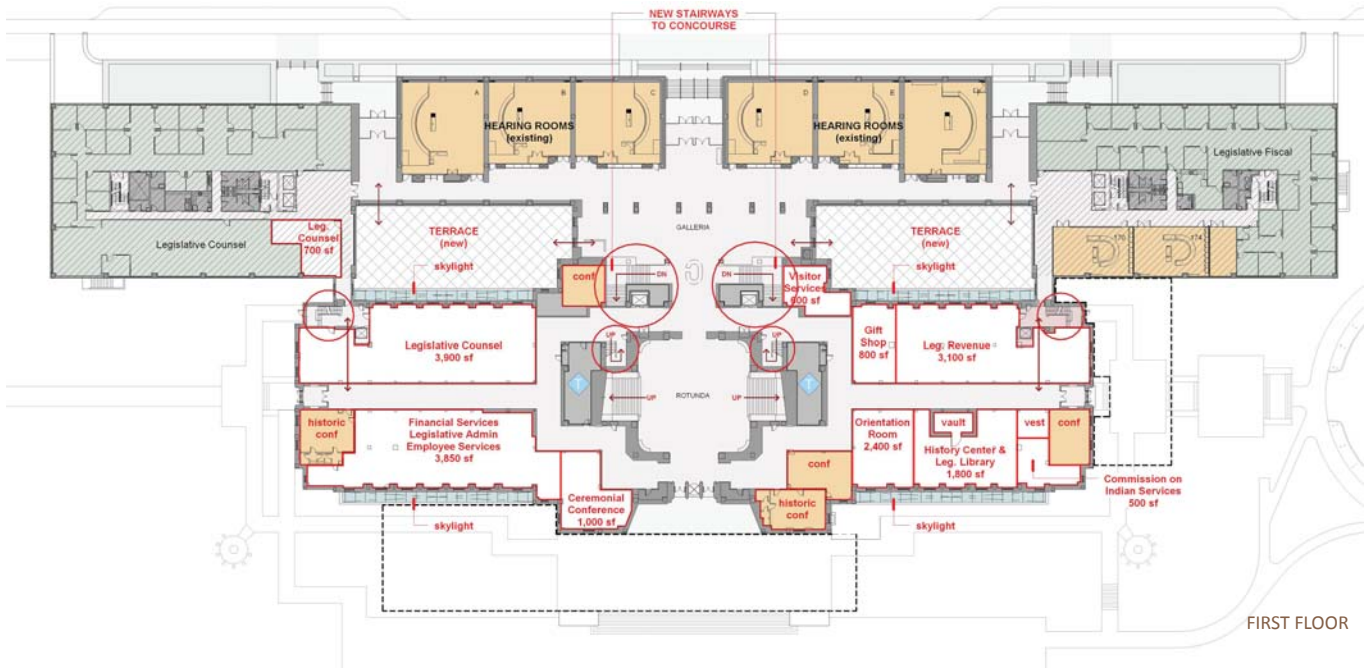 NEW STAIRWAYS
TO CONCOURSE
A
B
C
D
E
F
HEARING ROOMS
(existing)
HEARING ROOMS
(existing)
Legislative Fiscal
Legislative Counsel
Leg.
Counsel
700 sf
TERRACE
(new)
GALLERIA
TERRACE
(new)
170
174
skylight
conf
DN
DN
Visitor
Services
600 sf
skylight
Legislative Counsel
3,900 sf
UP
UP
Gift
Shop
800 sf
Leg. Revenue
3,100 sf
T
T
UP
ROTUNDA
UP
historic
conf
Financial Services
Legislative Admin
Employee Services
3,850 sf
Orientation
Room
2,400 sf
vault
vest
conf
History Center &
Leg. Library
1,800 sf
conf
Ceremonial
Conference
1,000 sf
historic
conf
Commission on
Indian Services
500 sf
skylight
skylight
FIRST FLOOR